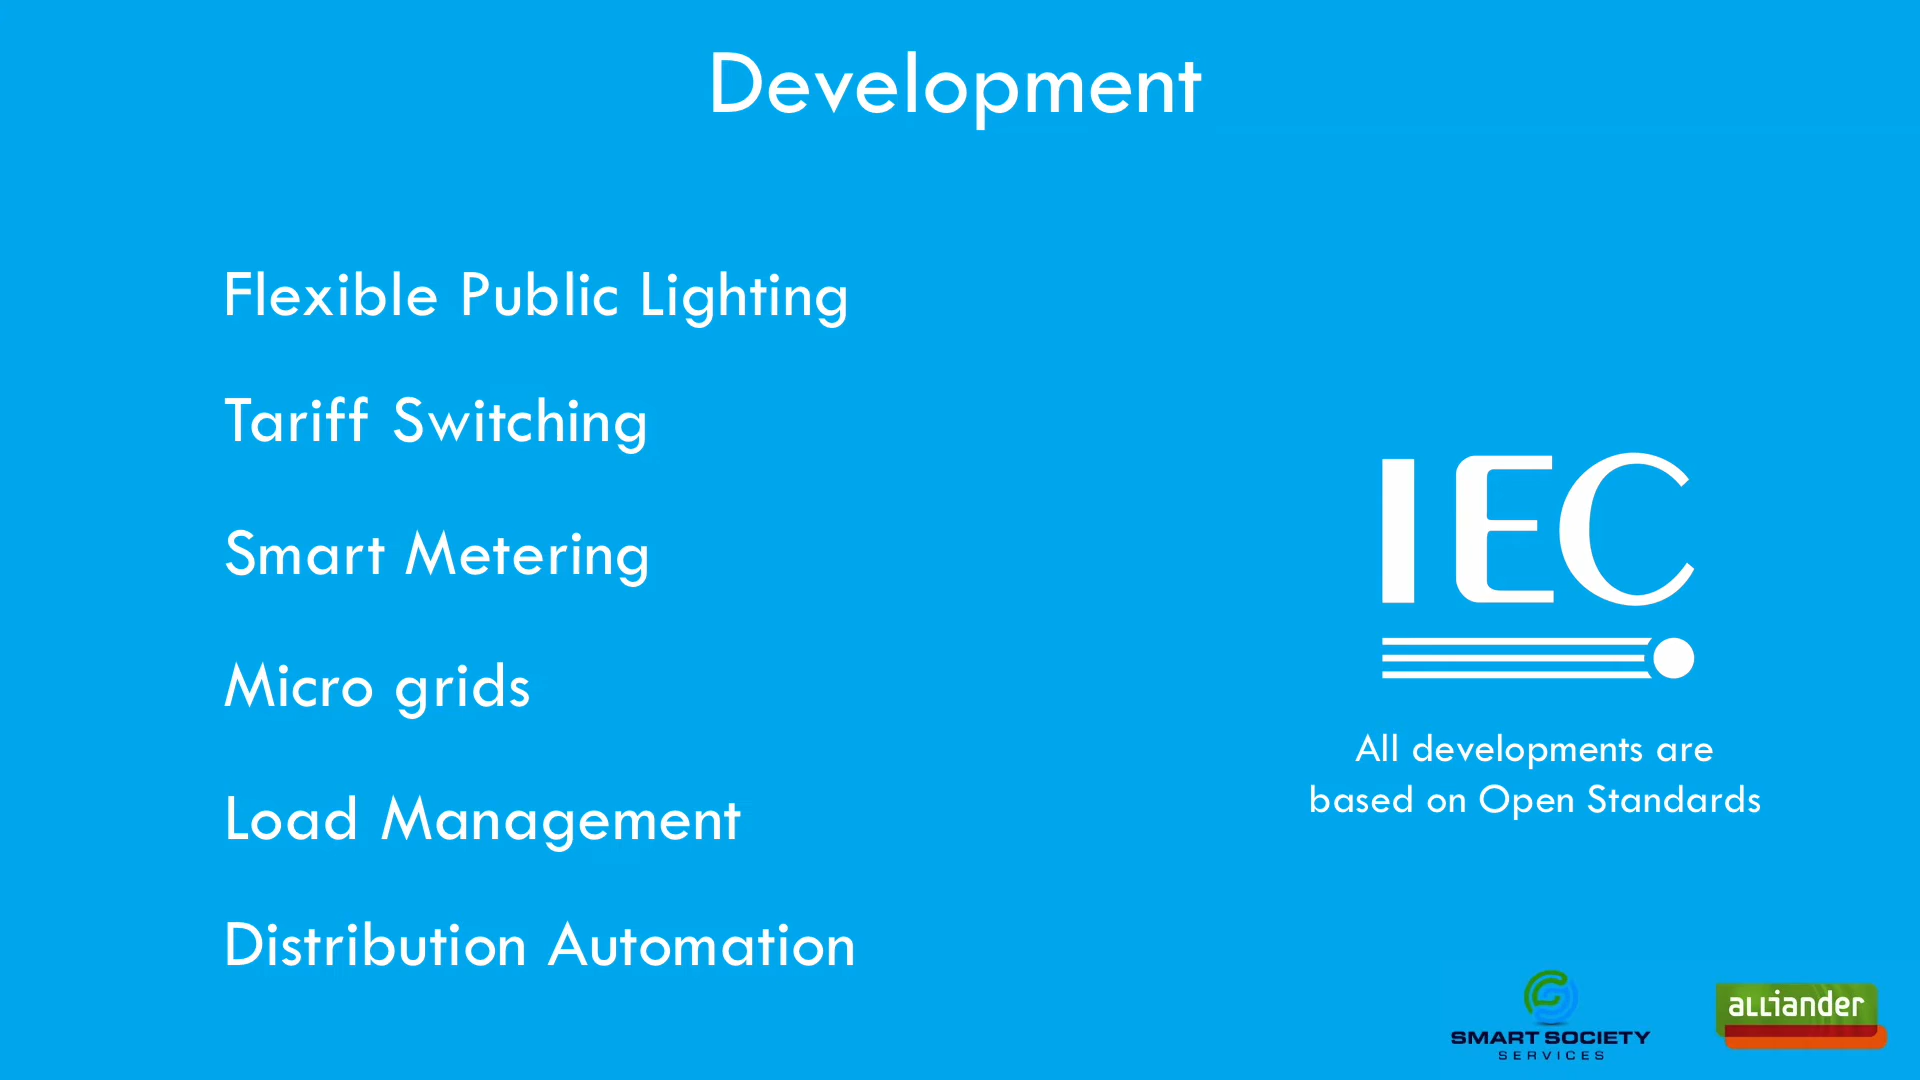 Development
Flexible Public Lighting
Tariff Switching
Smart Metering
Micro grids
Load Management
Distribution Automation
IEC
All developments are
based on Open Standards
SMART SOCIETY
SERVICES
alliander